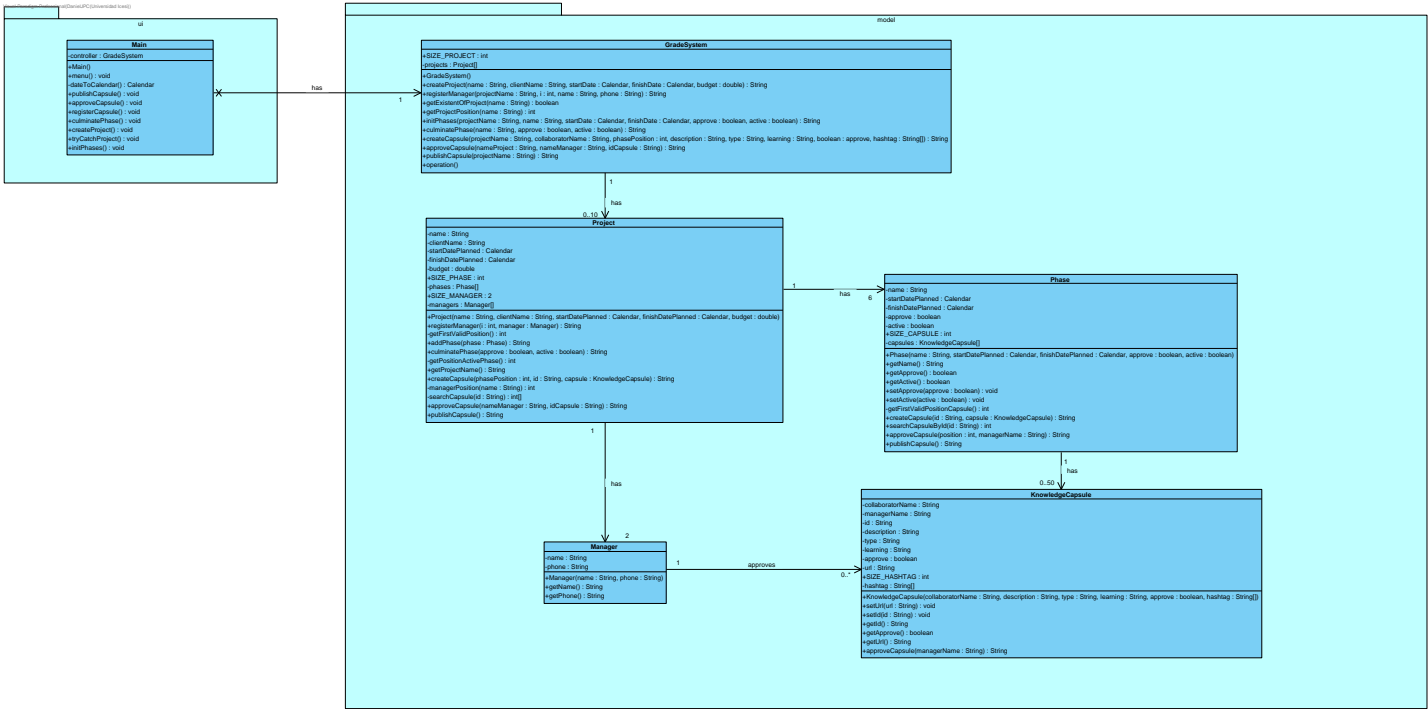 Visual Paradigm Professional(DanielJPC(Universidad Icesi))
ui
Main
-controller : GradeSystem
+Main()
+menu() : void
-dateToCalendar() : Calendar
+publishCapsule() : void
+approveCapsule() : void
+registerCapsule() : void
+culminatePhase() : void
+createProject() : void
+tryCatchProject() : void
+initPhases() : void
has
1
model
GradeSystem
+SIZE_PROJECT : int
-projects : Project[]
+GradeSystem()
+createProject(name : String, clientName : String, startDate : Calendar, finishDate : Calendar, budget : double) : String
+registerManager(projectName : String, i : int, name : String, phone : String) : String
+getExistentOfProject(name : String) : boolean
+getProjectPosition(name : String) : int
+initPhases(projectName : String, name : String, startDate : Calendar, finishDate : Calendar, approve : boolean, active : boolean) : String
+culminatePhase(name : String, approve : boolean, active : boolean) : String
+createCapsule(projectName : String, collaboratorName : String, phasePosition : int, description : String, type : String, learning : String, boolean : approve, hashtag : String[]) : String
+approveCapsule(nameProject : String, nameManager : String, idCapsule : String) : String
+publishCapsule(projectName : String) : String
+operation()
1
has
0..10
Project
-name : String
-clientName : String
-startDatePlanned : Calendar
-finishDatePlanned : Calendar
-budget : double
+SIZE_PHASE : int
-phases : Phase[]
+SIZE_MANAGER : 2
-managers : Manager[]
+Project(name : String, clientName : String, startDatePlanned : Calendar, finishDatePlanned : Calendar, budget : double)
+registerManager(i : int, manager : Manager) : String
-getFirstValidPosition() : int
+addPhase(phase : Phase) : String
+culminatePhase(approve : boolean, active : boolean) : String
-getPositionActivePhase() : int
+getProjectName() : String
+createCapsule(phasePosition : int, id : String, capsule : KnowledgeCapsule) : String
-managerPosition(name : String) : int
-searchCapsule(id : String) : int[]
+approveCapsule(nameManager : String, idCapsule : String) : String
+publishCapsule() : String
1
has
6
Phase
-name : String
-startDatePlanned : Calendar
-finishDatePlanned : Calendar
-approve : boolean
-active : boolean
+SIZE_CAPSULE : int
-capsules : KnowledgeCapsule[]
+Phase(name : String, startDatePlanned : Calendar, finishDatePlanned : Calendar, approve : boolean, active : boolean)
+getName() : String
+getApprove() : boolean
+getActive() : boolean
+setApprove(approve : boolean) : void
+setActive(active : boolean) : void
-getFirstValidPositionCapsule() : int
+createCapsule(id : String, capsule : KnowledgeCapsule) : String
+searchCapsuleById(id : String) : int
+approveCapsule(position : int, managerName : String) : String
+publishCapsule() : String
1
has
2
1
has
0..50
Manager
-name : String
-phone : String
+Manager(name : String, phone : String)
+getName() : String
+getPhone() : String
1
approves
0..*
KnowledgeCapsule
-collaboratorName : String
-managerName : String
-id : String
-description : String
-type : String
-learning : String
-approve : boolean
-url : String
+SIZE_HASHTAG : int
-hashtag : String[]
+KnowledgeCapsule(collaboratorName : String, description : String, type : String, learning : String, approve : boolean, hashtag : String[])
+setUrl(url : String) : void
+setId(id : String) : void
+getId() : String
+getApprove() : boolean
+getUrl() : String
+approveCapsule(managerName : String) : String